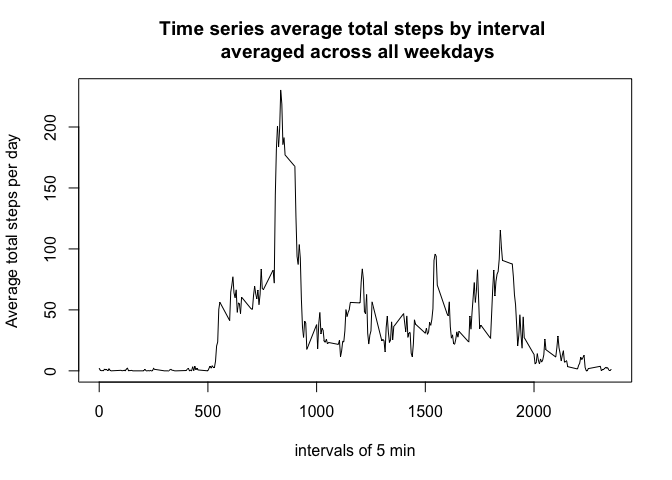 Time series average total steps by interval
averaged across all weekdays
Average total steps per day
200
150
100
50
0
0 500 1000 1500 2000
intervals of 5 min